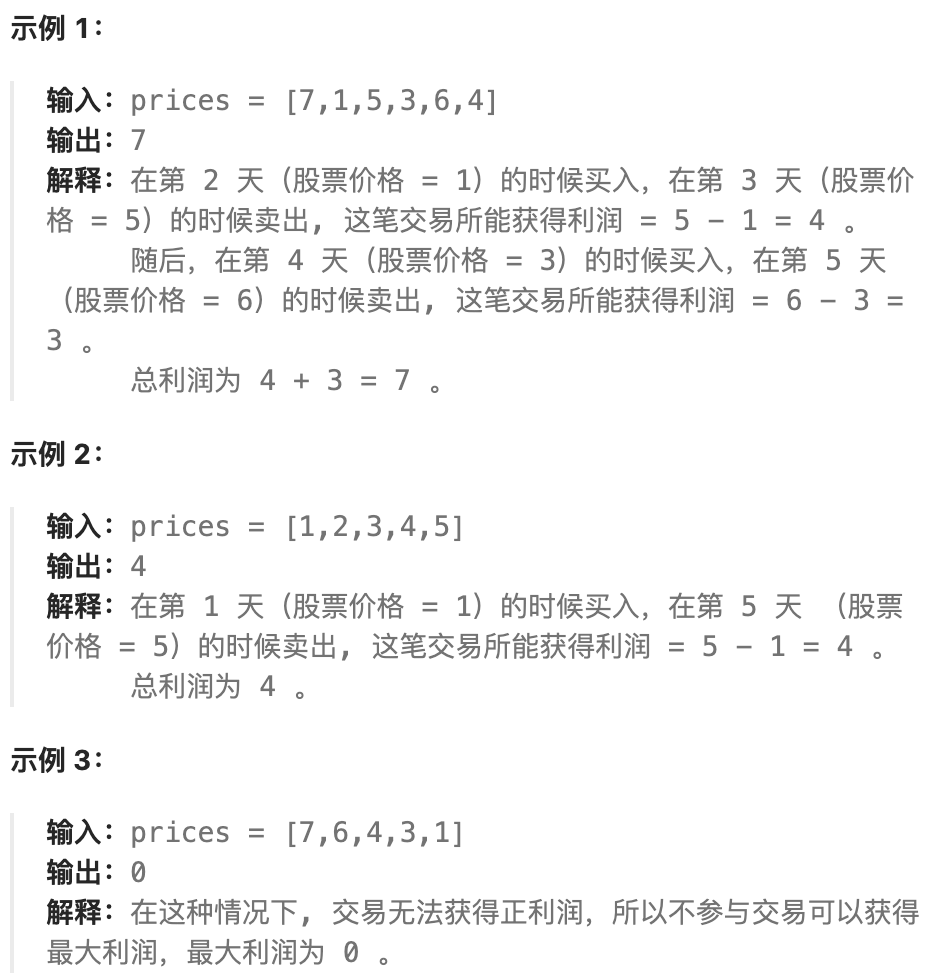 示例 1：
输入：prices = [7,1,5,3,6,4]
输出：7
解释：在第 2 天（股票价格 = 1）的时候买入，在第 3 天（股票价
格 = 5）的时候卖出, 这笔交易所能获得利润 = 5 - 1 = 4 。
随后，在第 4 天（股票价格 = 3）的时候买入，在第 5 天
（股票价格 = 6）的时候卖出, 这笔交易所能获得利润 = 6 - 3 =
3 。
总利润为 4 + 3 = 7 。
示例 2：
输入：prices = [1,2,3,4,5]
输出：4
解释：在第 1 天（股票价格 = 1）的时候买入，在第 5 天 （股票
价格 = 5）的时候卖出, 这笔交易所能获得利润 = 5 - 1 = 4 。
总利润为 4 。
示例 3：
输入：prices = [7,6,4,3,1]
输出：0
解释：在这种情况下, 交易无法获得正利润，所以不参与交易可以获得
最大利润，最大利润为 0 。